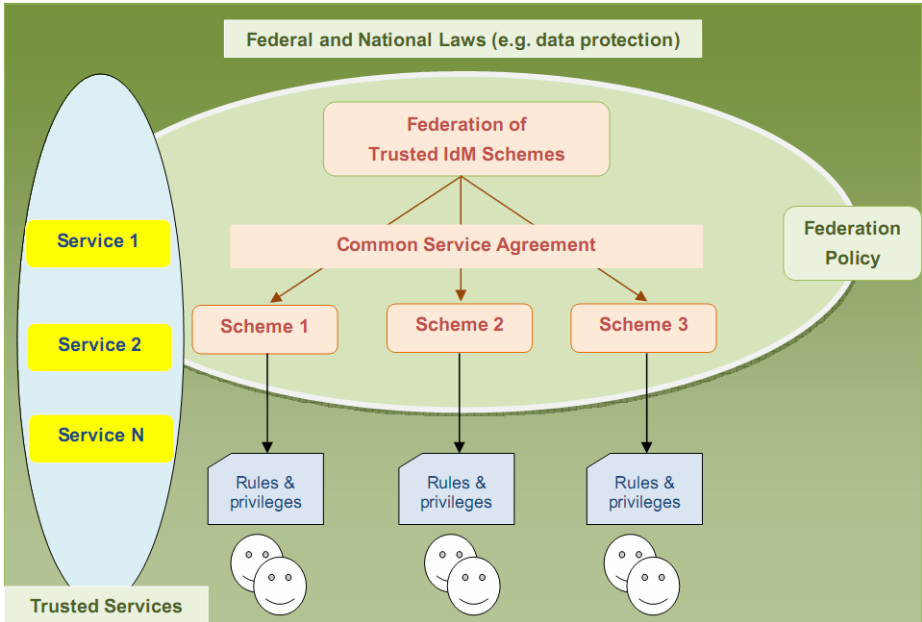 Federal and National Laws (e.g. data protection)
Federation of
Trusted IdM Schemes
Common Service Agreement
Federation
Policy
Service 1
Service 2
Service N
Scheme 1
Scheme 2
Scheme 3
Rules &
privileges
Rules &
privileges
Rules &
privileges
Trusted Services